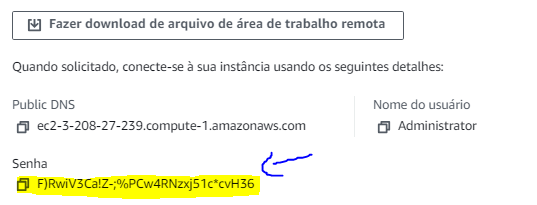 Fazer download de arquivo de área de trabalho remota
Quando solicitado, conecte-se à sua instância usando os seguintes detalhes:
Public DNS
Nome do usuário
ec2-3-208-27-239.compute-1.amazonaws.com
Administrator
Senha
F)RwiV3Ca!Z-;%PCw4RNzxj51c*cvH36